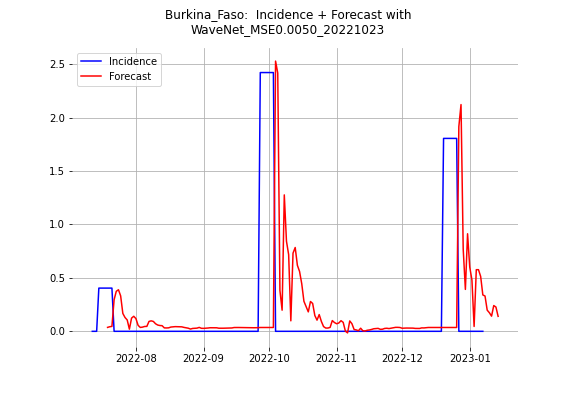 Burkina_Faso:  Incidence + Forecast with
WaveNet_MSE0.0050_20221023
Incidence
Forecast
2.5
2.0
1.5
1.0
0.5
0.0
2022-08 2022-09 2022-10 2022-11 2022-12 2023-01